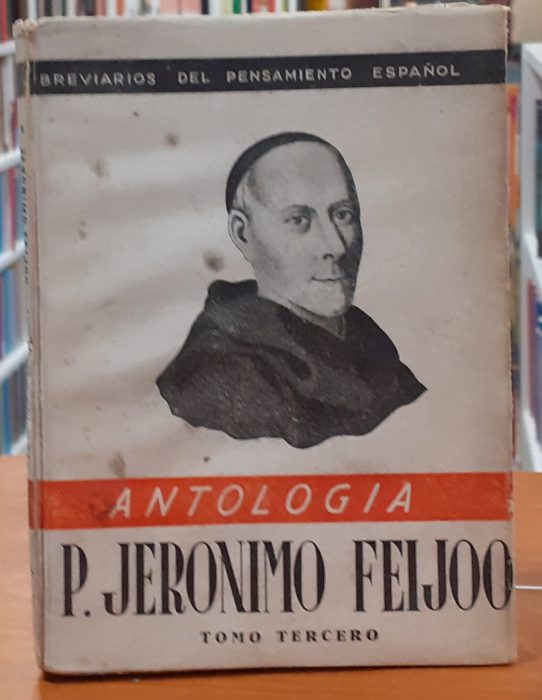 BREVIARIOS DEL PENSAMIENTO ESPAÑOL
ANTOLOGIA
P. JERONIMO FEIJOO
TOMO TERCERO